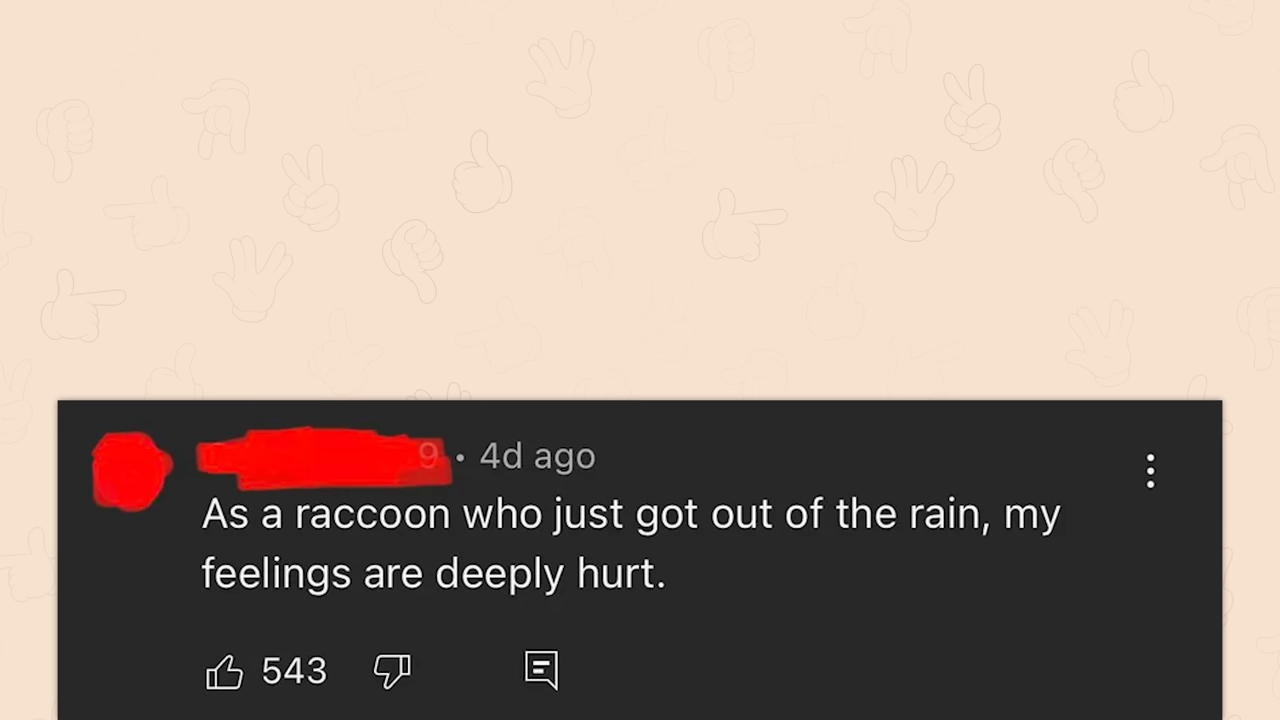 9 • 4d ago
As a raccoon who just got out of the rain, my
feelings are deeply hurt.
543